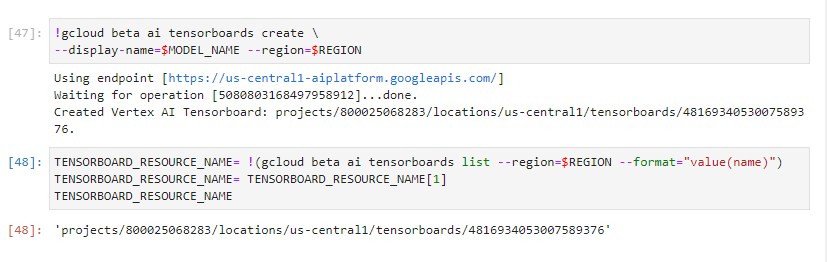 [47]: !gcloud beta ai tensorboards create \
--display-name=$MODEL_NAME --region=$REGION
Using endpoint [https://us-central1-aiplatform.googleapis.com/]
Waiting for operation [5080803168497958912]...done.
Created Vertex AI Tensorboard: projects/800025068283/locations/us-central1/tensorboards/48169340530075893
76.
[48]: TENSORBOARD_RESOURCE_NAME= !(gcloud beta ai tensorboards list --region=$REGION --format="value(name)")
TENSORBOARD_RESOURCE_NAME= TENSORBOARD_RESOURCE_NAME[1]
TENSORBOARD_RESOURCE_NAME
[48]: 'projects/800025068283/locations/us-central1/tensorboards/4816934053007589376'